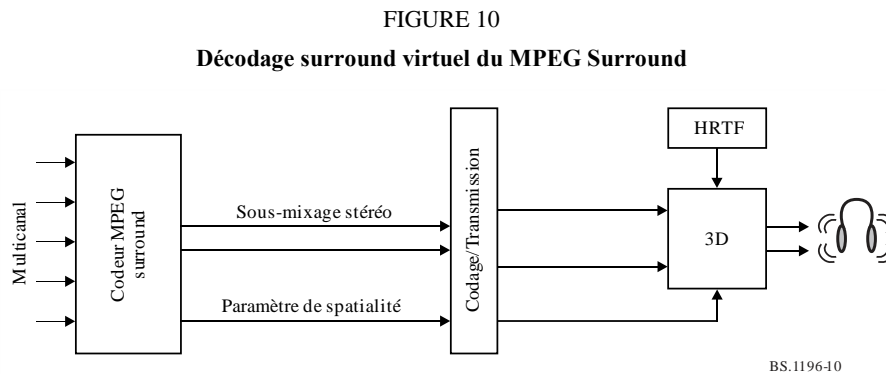 FIGURE 10
Décodage surround virtuel du MPEG Surround
Multicanal
Codeur MPEG
surround
Sous-mixage stéréo
Paramètre de spatialité
Codage/Transmission
HRTF
3D
BS.1196-10